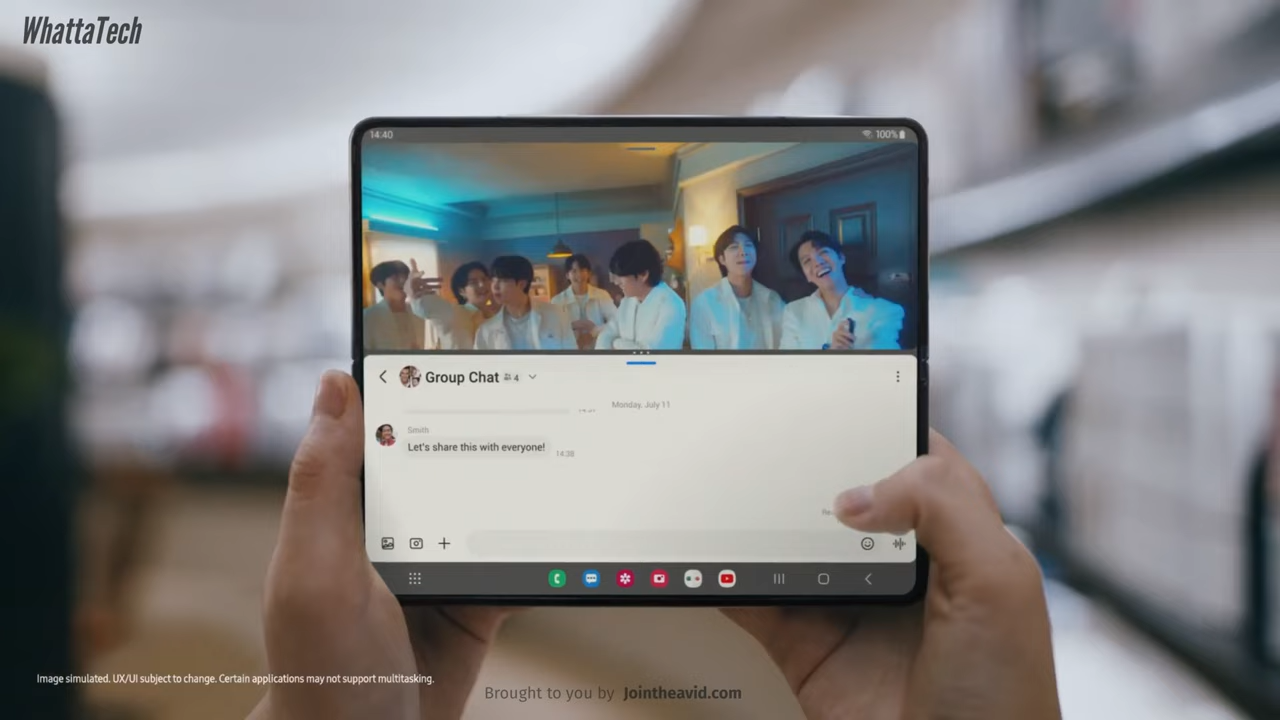 WhattaTech
14:40
100%
Group Chat 4
Monday, July 11
Smith
Let's share this with everyone!
14:38
Image simulated. UX/UI subject to change. Certain applications may not support multitasking.
Brought to you by Jointheavid.com